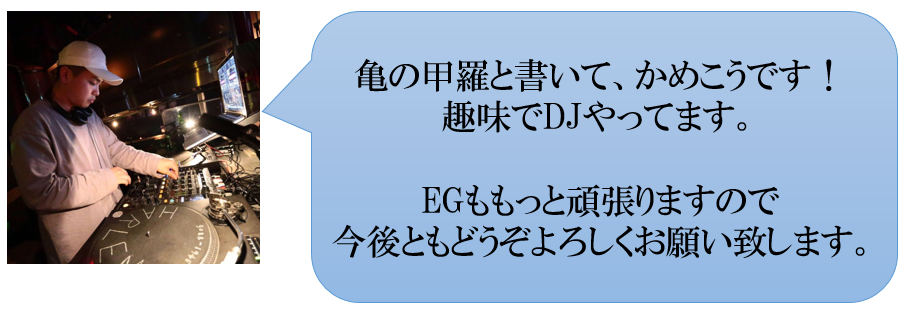 亀の甲羅と書いて、かめこうです！
趣味でDJやってます。
EGももっと頑張りますので
今後ともどうぞよろしくお願い致します。